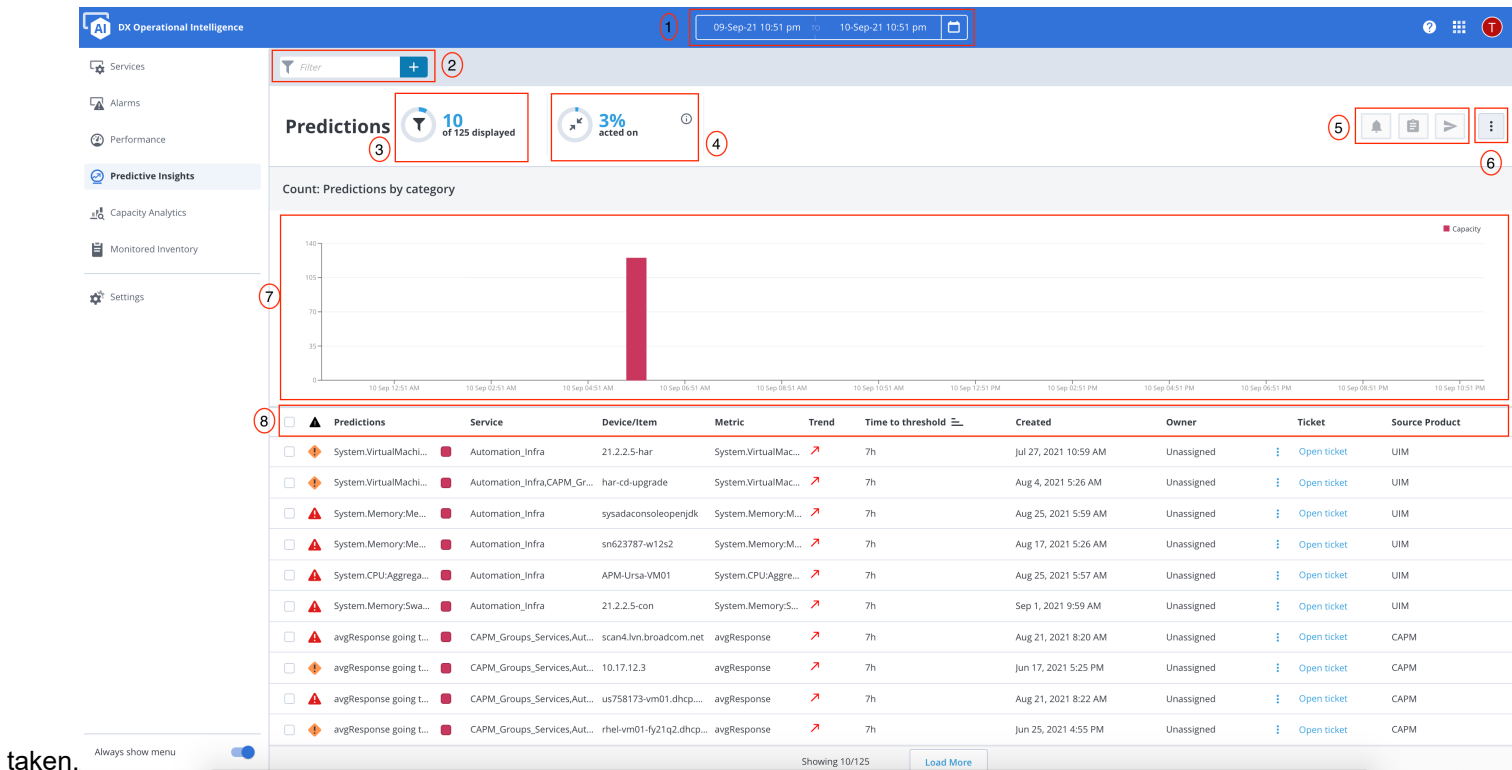 AI DX Operational Intelligence
1 09-Sep-21 10:51 pm TO 10-Sep-21 10:51 pm
? T
Services
Filter + 2
Alarms
Performance
Predictive Insights
Capacity Analytics
Monitored Inventory
Settings
Always show menu
taken.
Predictions
3
10
of 125 displayed
3%
acted on
4
5
6
Count: Predictions by category
7
Capacity
140
105
70
35
0
10 Sep 12:51 AM 10 Sep 02:51 AM 10 Sep 04:51 AM 10 Sep 06:51 AM 10 Sep 08:51 AM 10 Sep 10:51 AM 10 Sep 12:51 PM 10 Sep 02:51 PM 10 Sep 04:51 PM 10 Sep 06:51 PM 10 Sep 08:51 PM 10 Sep 10:51 PM
8 Predictions Service Device/Item Metric Trend Time to threshold Created Owner Ticket Source Product
System.VirtualMachi... Automation_Infra 21.2.2.5-har System.VirtualMac... 7h Jul 27, 2021 10:59 AM Unassigned Open ticket UIM
System.VirtualMachi... Automation_Infra,CAPM_Gr... har-cd-upgrade System.VirtualMac... 7h Aug 4, 2021 5:26 AM Unassigned Open ticket UIM
System.Memory:Me... Automation_Infra sysadaconsoleopenjdk System.Memory:M... 7h Aug 25, 2021 5:59 AM Unassigned Open ticket UIM
System.Memory:Me... Automation_Infra sn623787-w12s2 System.Memory:M... 7h Aug 17, 2021 5:26 AM Unassigned Open ticket UIM
System.CPU:Aggrega... Automation_Infra APM-Ursa-VM01 System.CPU:Aggre... 7h Aug 25, 2021 5:57 AM Unassigned Open ticket UIM
System.Memory:Swa... Automation_Infra 21.2.2.5-con System.Memory:S... 7h Sep 1, 2021 9:59 AM Unassigned Open ticket UIM
avgResponse going t... CAPM_Groups_Services,Aut... scan4.lvn.broadcom.net avgResponse 7h Aug 21, 2021 8:20 AM Unassigned Open ticket CAPM
avgResponse going t... CAPM_Groups_Services,Aut... 10.17.12.3 avgResponse 7h Jun 17, 2021 5:25 PM Unassigned Open ticket CAPM
avgResponse going t... CAPM_Groups_Services,Aut... us758173-vm01.dhcp.... avgResponse 7h Aug 21, 2021 8:22 AM Unassigned Open ticket CAPM
avgResponse going t... CAPM_Groups_Services,Aut... rhel-vm01-fy21q2.dhcp... avgResponse 7h Jun 25, 2021 4:55 PM Unassigned Open ticket CAPM
Showing 10/125 Load More